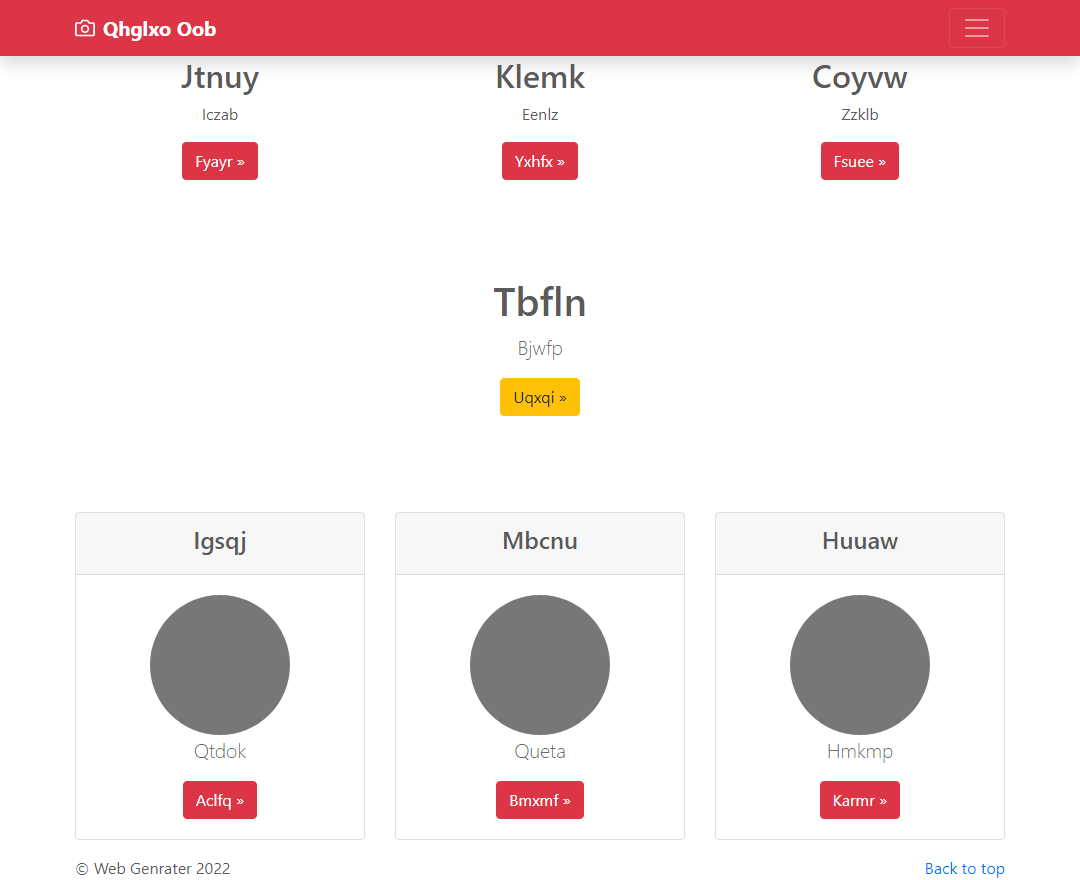 Qhglxo Oob
Jtnuy
Iczab
Fyayr »
Klemk
Eenlz
Yxhfx »
Coyvw
Zzklb
Fsuee »
Tbfln
Bjwfp
Uqxqi »
Igsqj
Qtdok
Aclfq »
Mbcnu
Queta
Bmxmf »
Huuaw
Hmkmp
Karmr »
© Web Genrater 2022
Back to top